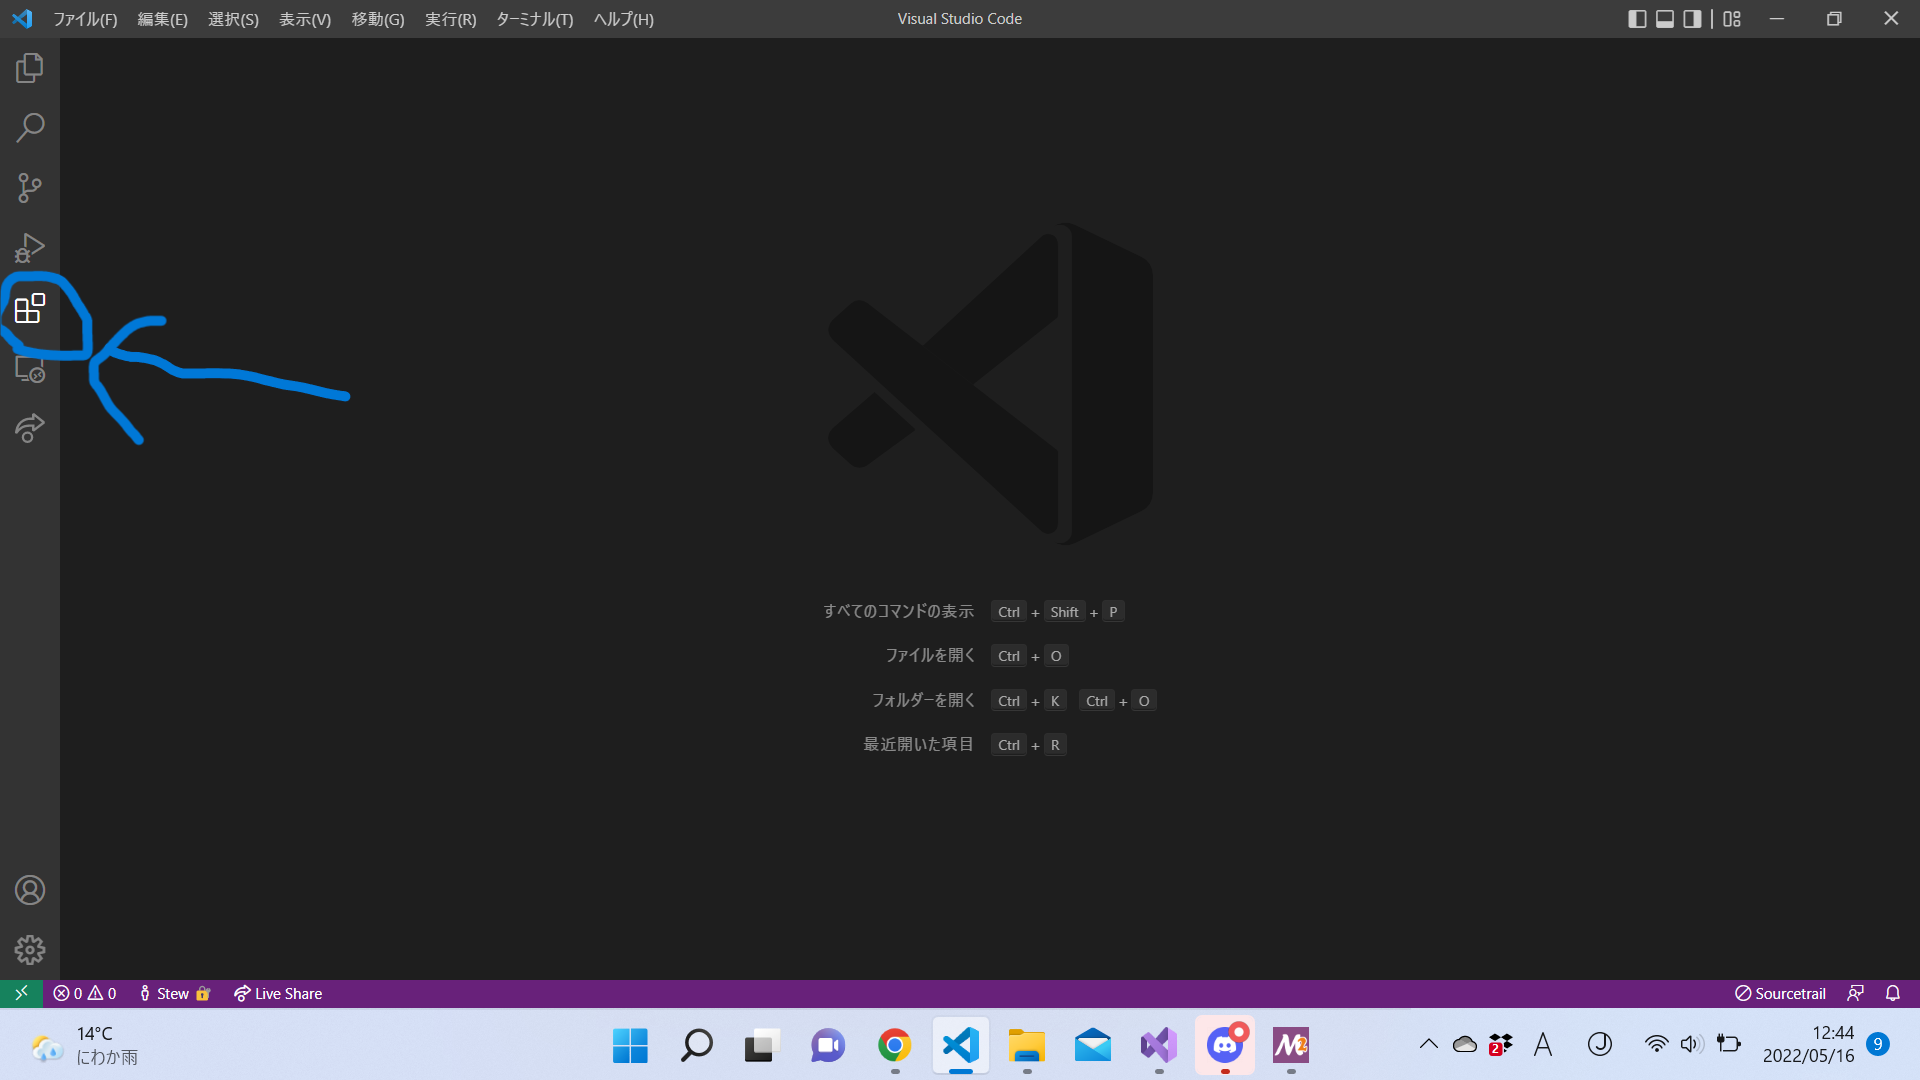 ファイル(F) 編集(E) 選択(S) 表示(V) 移動(G) 実行(R) ターミナル(T) ヘルプ(H) Visual Studio Code
すべてのコマンドの表示 Ctrl + Shift + P
ファイルを開く Ctrl + O
フォルダーを開く Ctrl + K Ctrl + O
最近開いた項目 Ctrl + R
0 0 Stew Live Share Sourcetrail
14°C
にわか雨
2
A
J
12:44
2022/05/16
9